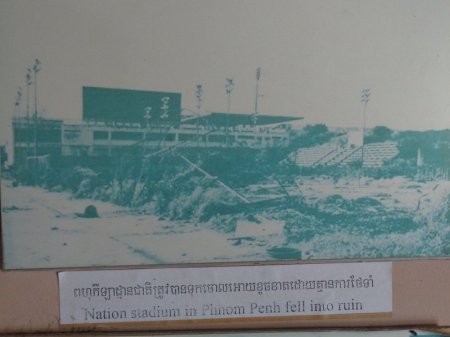 ពហុកីឡាដ្ឋានជាតិត្រូវបានទុកចោលអោយខូចខាតដោយគ្មានការថែទាំ
Nation stadium in Phnom Penh fell into ruin